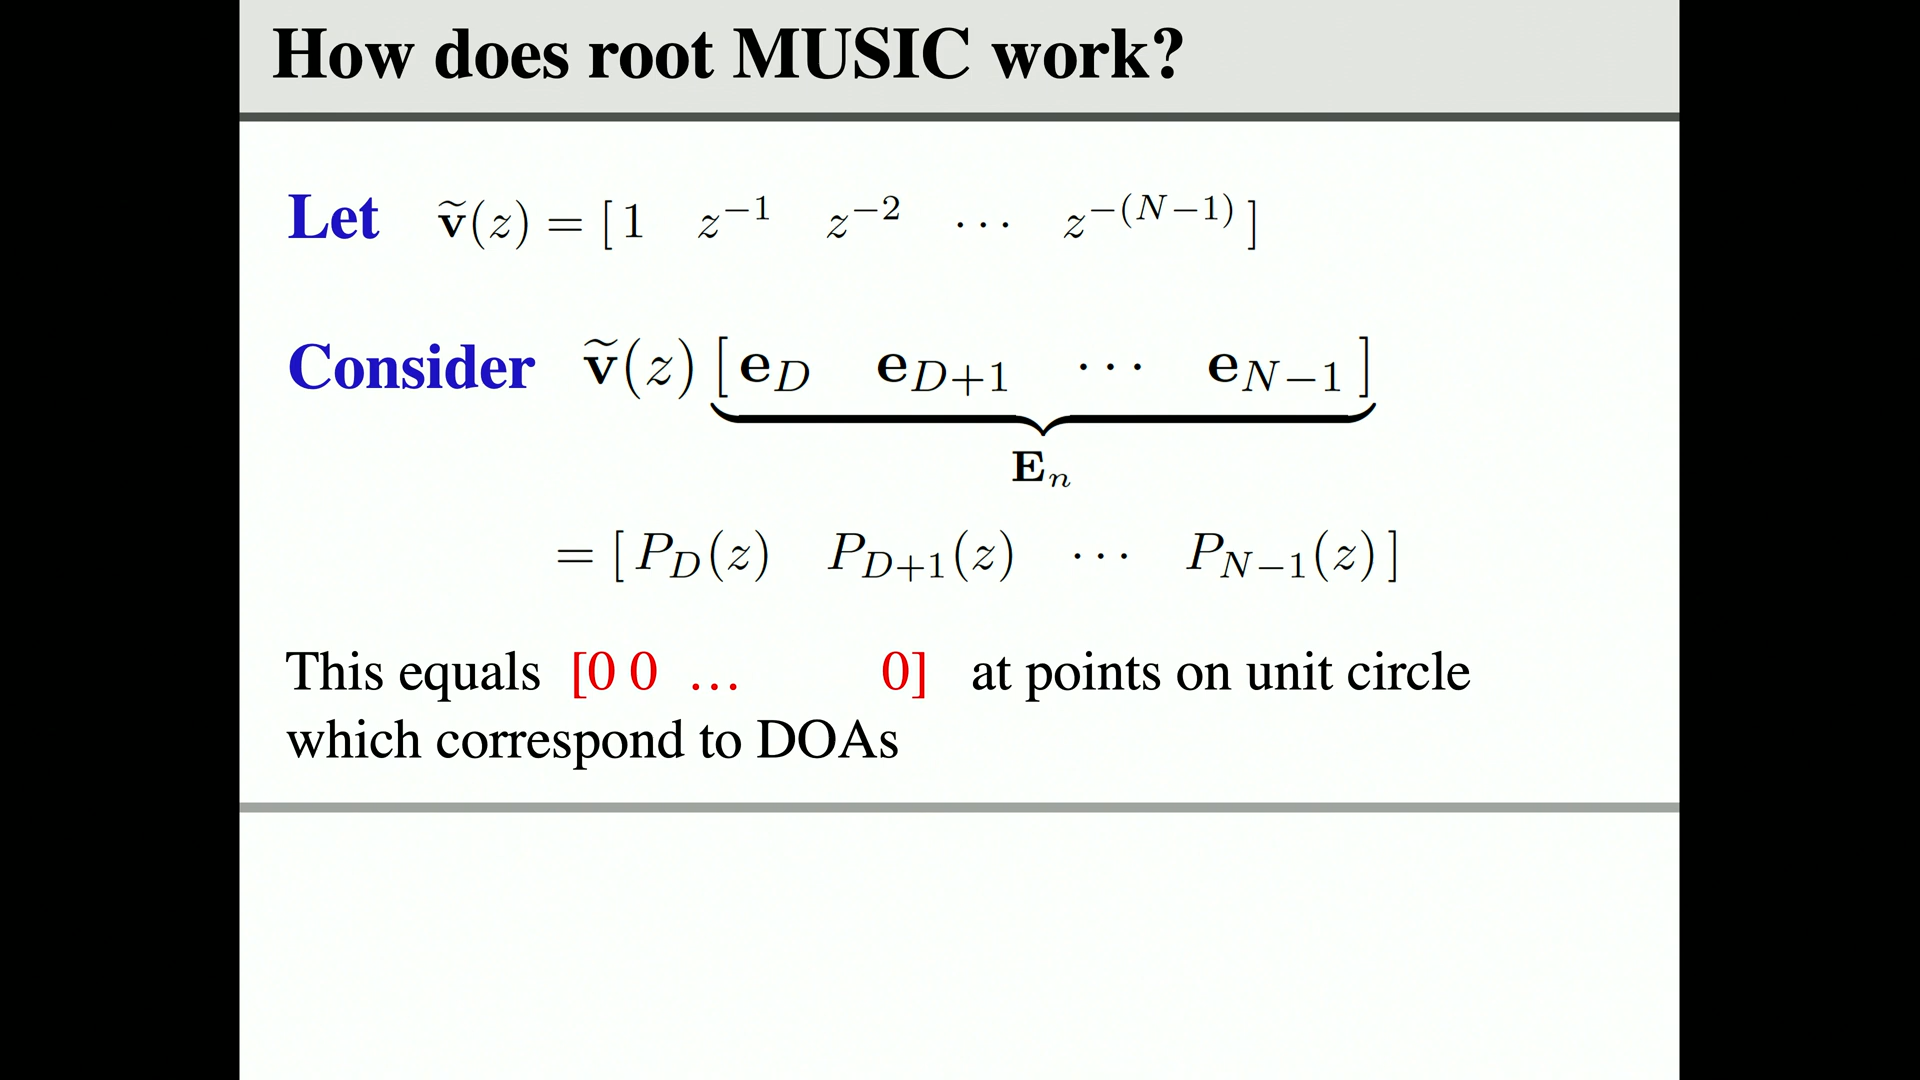 How does root MUSIC work?
Let ṽ(z) = [ 1 z^{-1} z^{-2} ⋯ z^{-(N-1)} ]
Consider ṽ(z) [ e_D e_{D+1} ⋯ e_{N-1} ]
E_n
= [ P_D(z) P_{D+1}(z) ⋯ P_{N-1}(z) ]
This equals [0 0 … 0] at points on unit circle
which correspond to DOAs